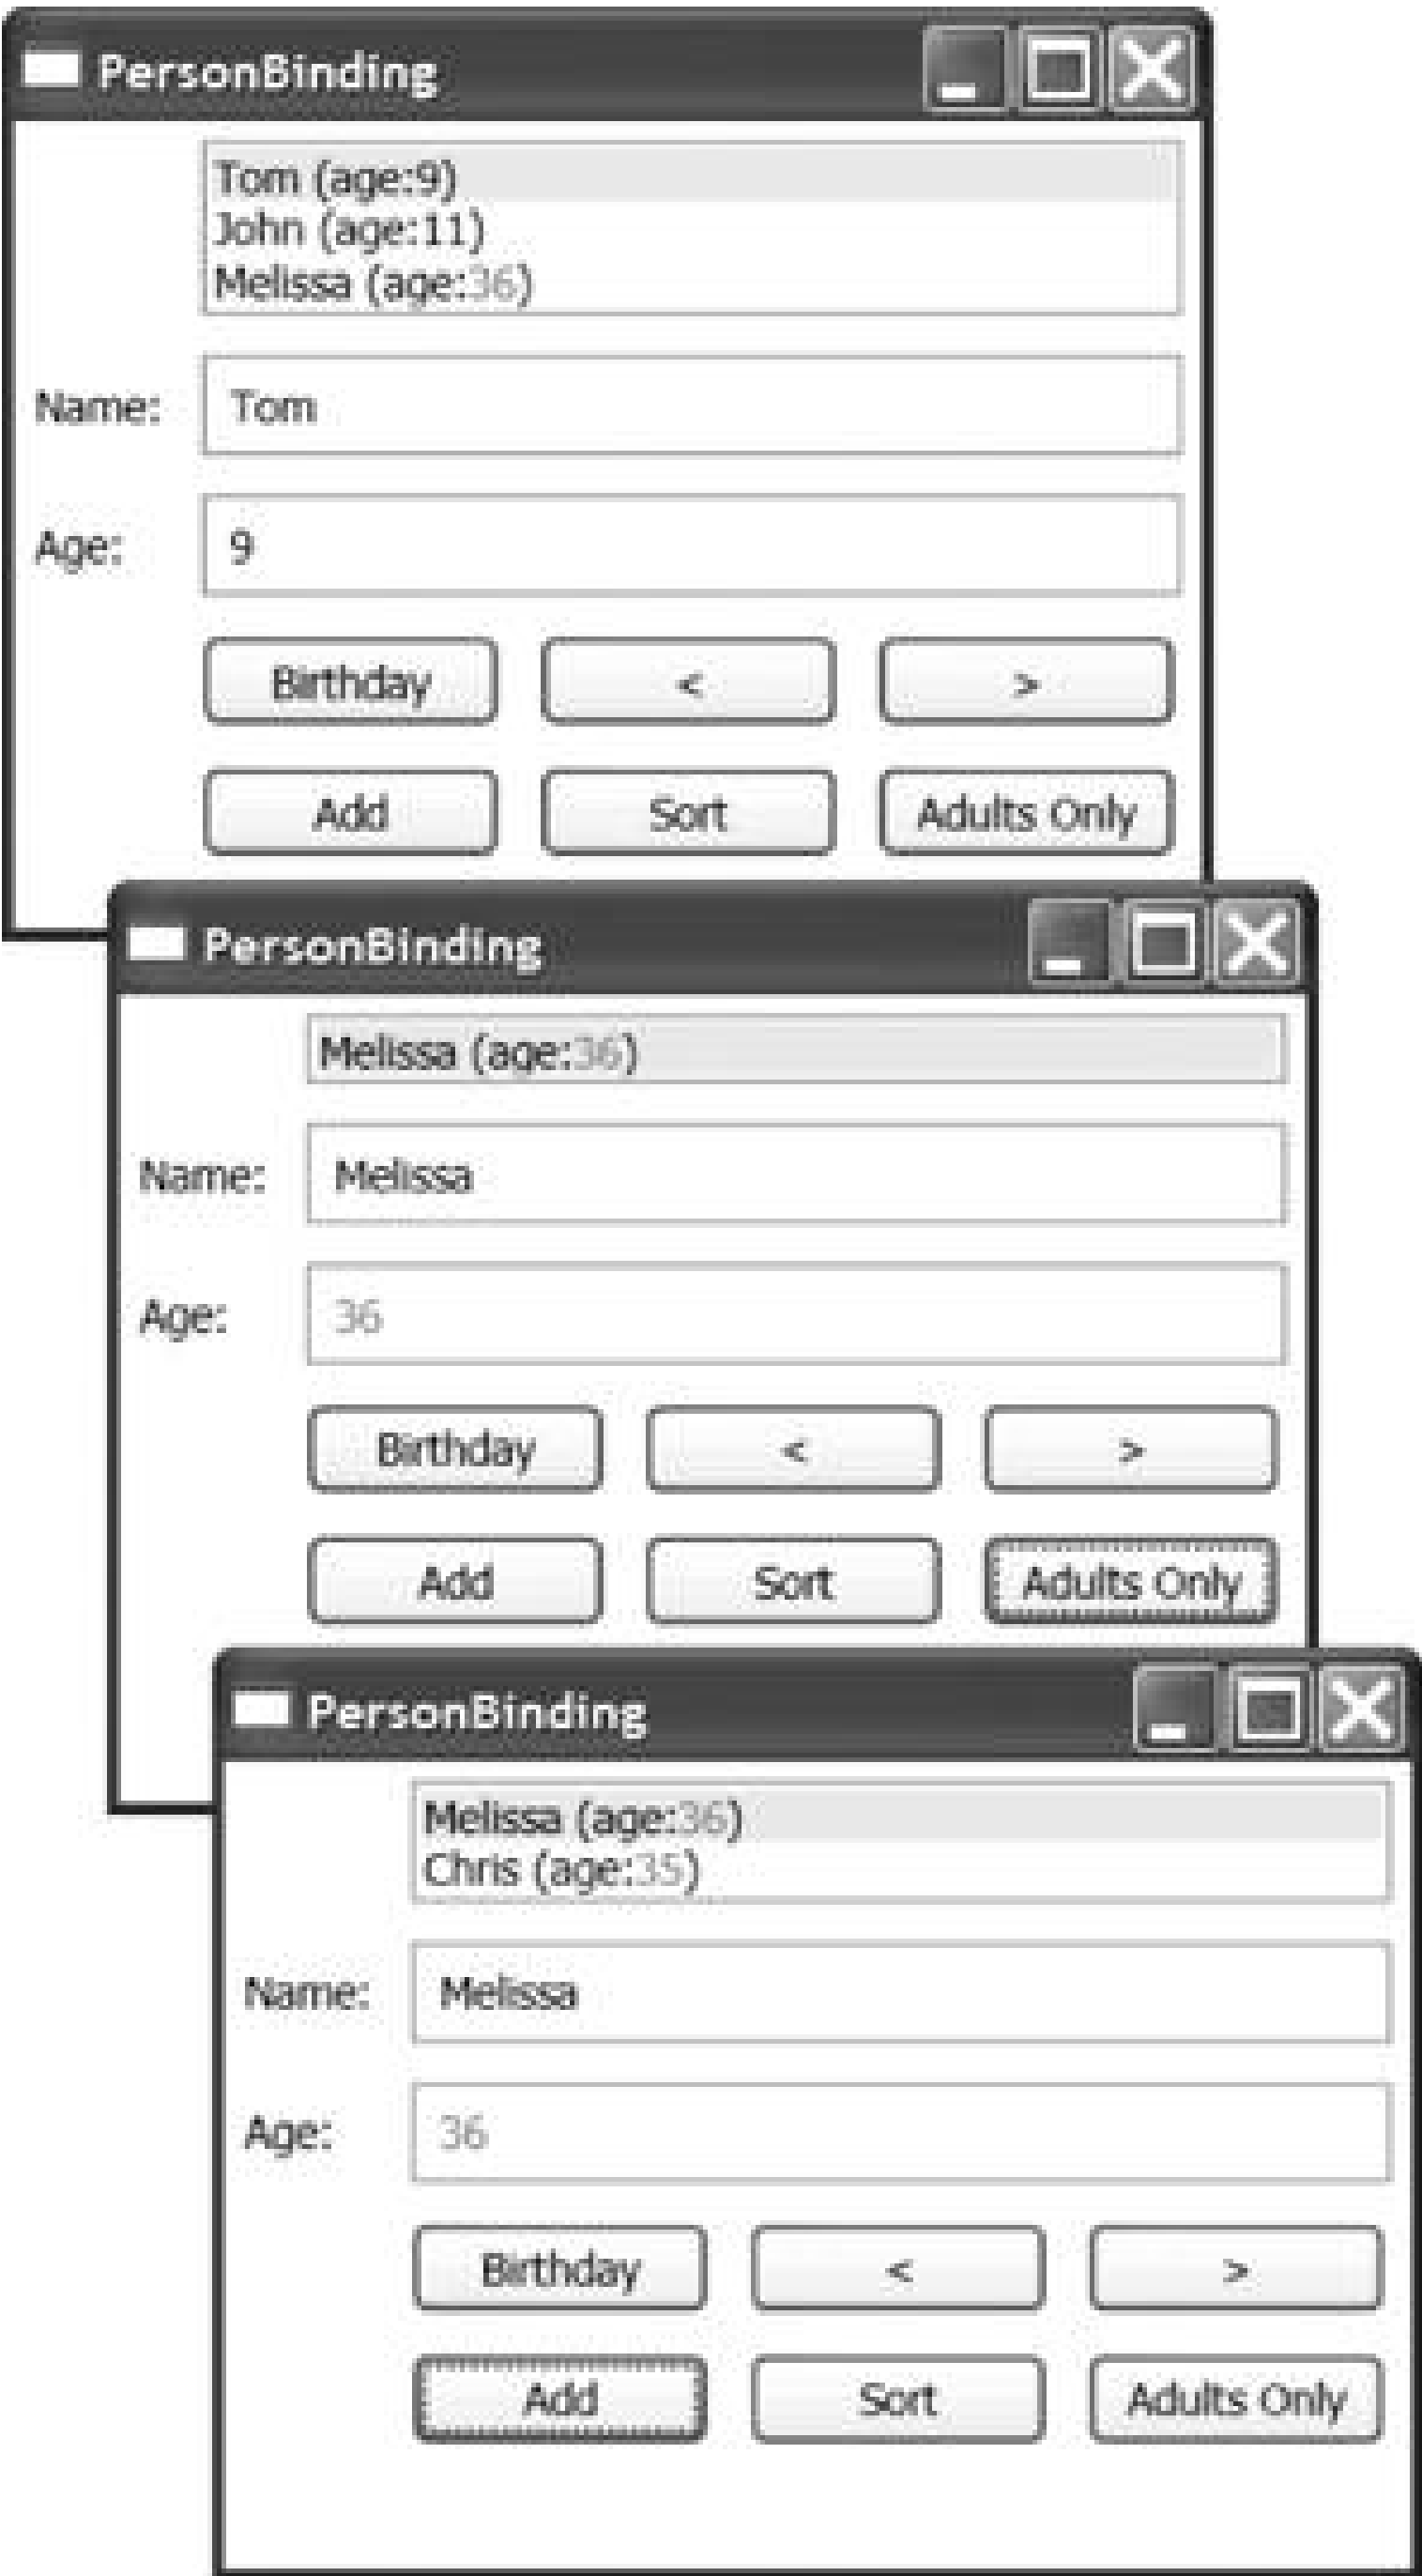 PersonBinding
Tom (age:9)
John (age:11)
Melissa (age:36)
Name: Tom
Age: 9
Birthday < >
Add Sort Adults Only
PersonBinding
Melissa (age:36)
Name: Melissa
Age: 36
Birthday < >
Add Sort Adults Only
PersonBinding
Melissa (age:36)
Chris (age:35)
Name: Melissa
Age: 36
Birthday < >
Add Sort Adults Only